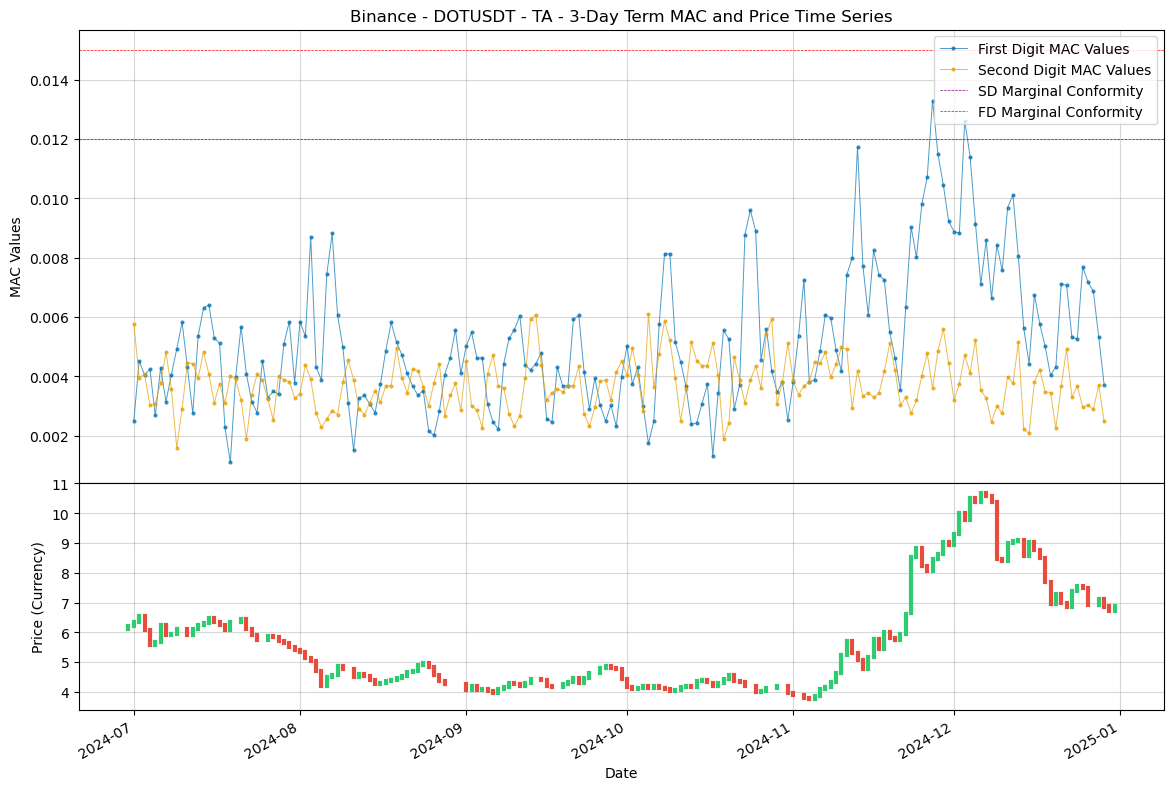 Binance - DOTUSDT - TA - 3-Day Term MAC and Price Time Series
First Digit MAC Values
Second Digit MAC Values
SD Marginal Conformity
FD Marginal Conformity
MAC Values
0.014
0.012
0.010
0.008
0.006
0.004
0.002
Price (Currency)
11
10
9
8
7
6
5
4
2024-07
2024-08
2024-09
2024-10
2024-11
2024-12
2025-01
Date